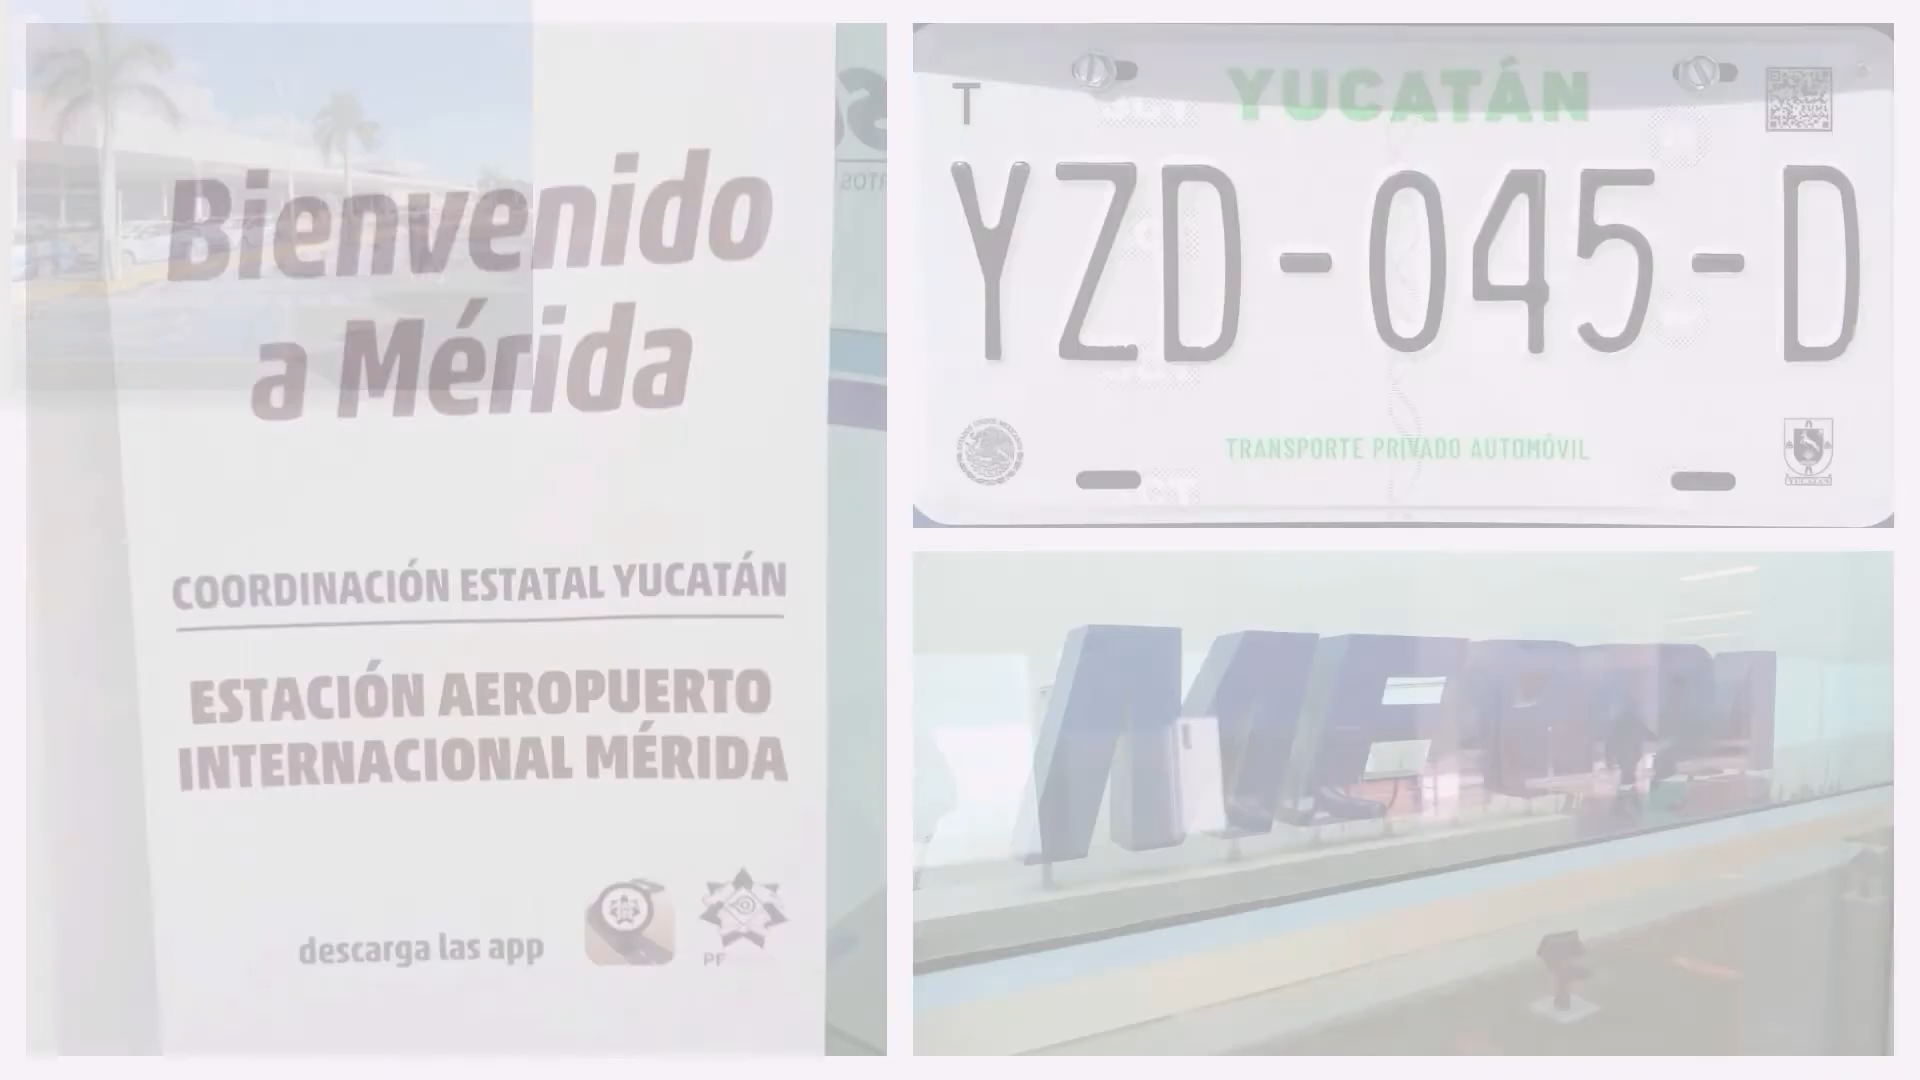 Bienvenido
a Mérida
COORDINACIÓN ESTATAL YUCATÁN
ESTACIÓN AEROPUERTO
INTERNACIONAL MÉRIDA
descarga las app
PF
T
YUCATÁN
YZD-045-D
TRANSPORTE PRIVADO AUTOMÓVIL
YUCATÁN